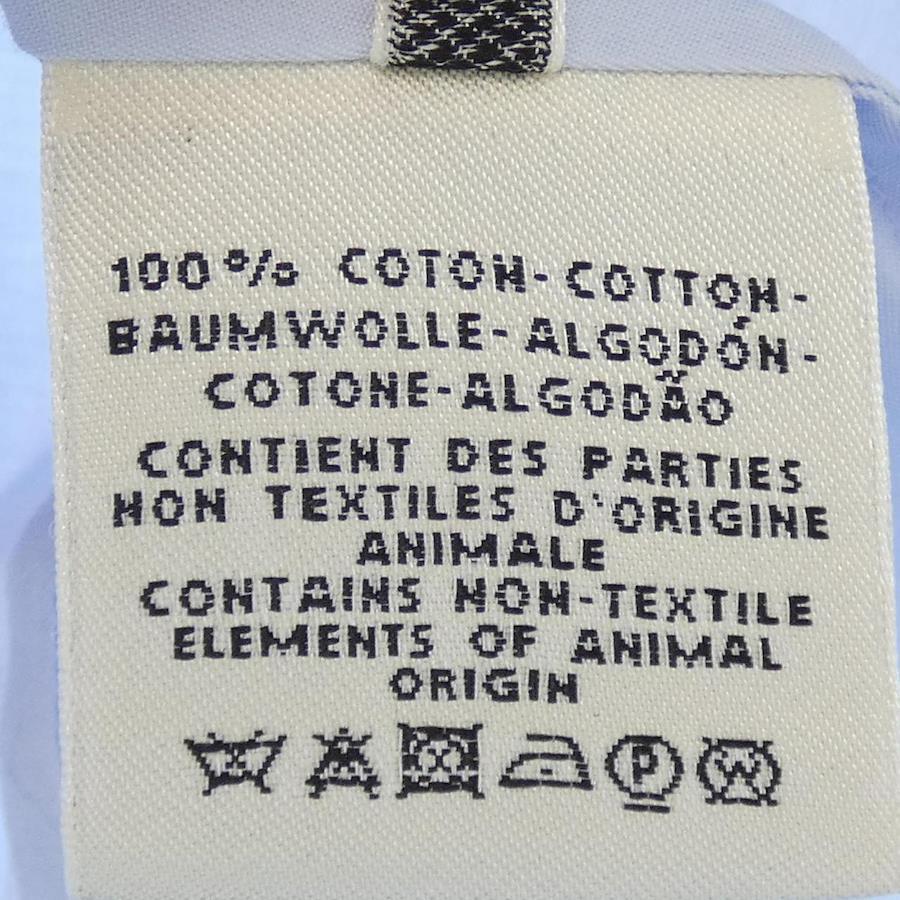 100% COTON-COTTON-
BAUMWOLLE-ALGODÓN-
COTONE-ALGODÃO
CONTIENT DES PARTIES
NON TEXTILES D'ORIGINE
ANIMALE
CONTAINS NON-TEXTILE
ELEMENTS OF ANIMAL
ORIGIN
P W